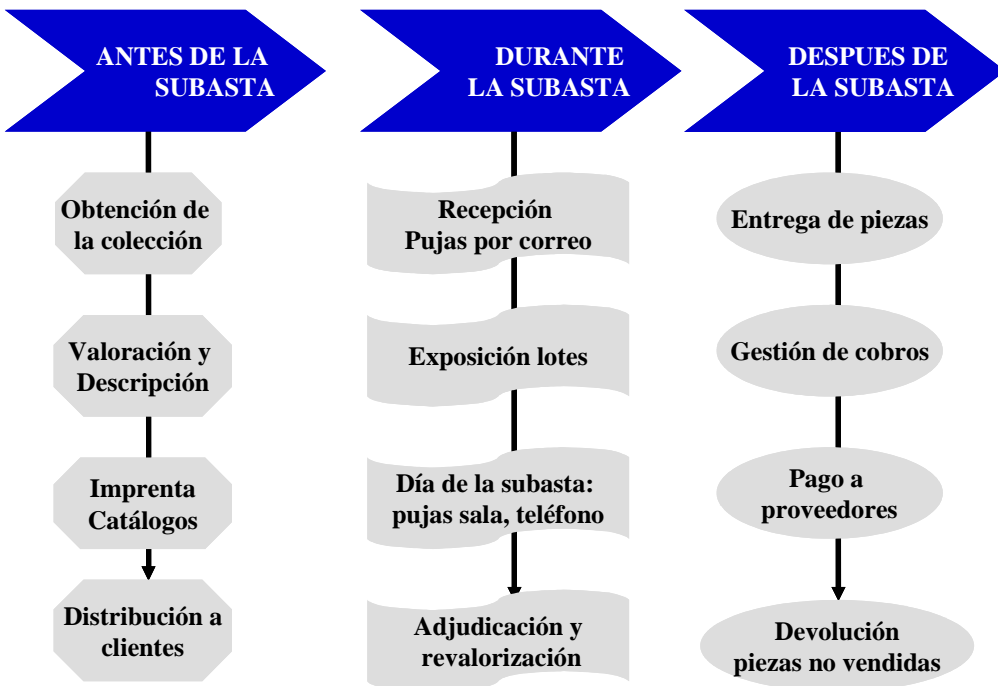 ANTES DE LA
SUBASTA
Obtención de
la colección
Valoración y
Descripción
Imprenta
Catálogos
Distribución a
clientes
DURANTE
LA SUBASTA
Recepción
Pujas por correo
Exposición lotes
Día de la subasta:
pujas sala, teléfono
Adjudicación y
revalorización
DESPUES DE
LA SUBASTA
Entrega de piezas
Gestión de cobros
Pago a
proveedores
Devolución
piezas no vendidas